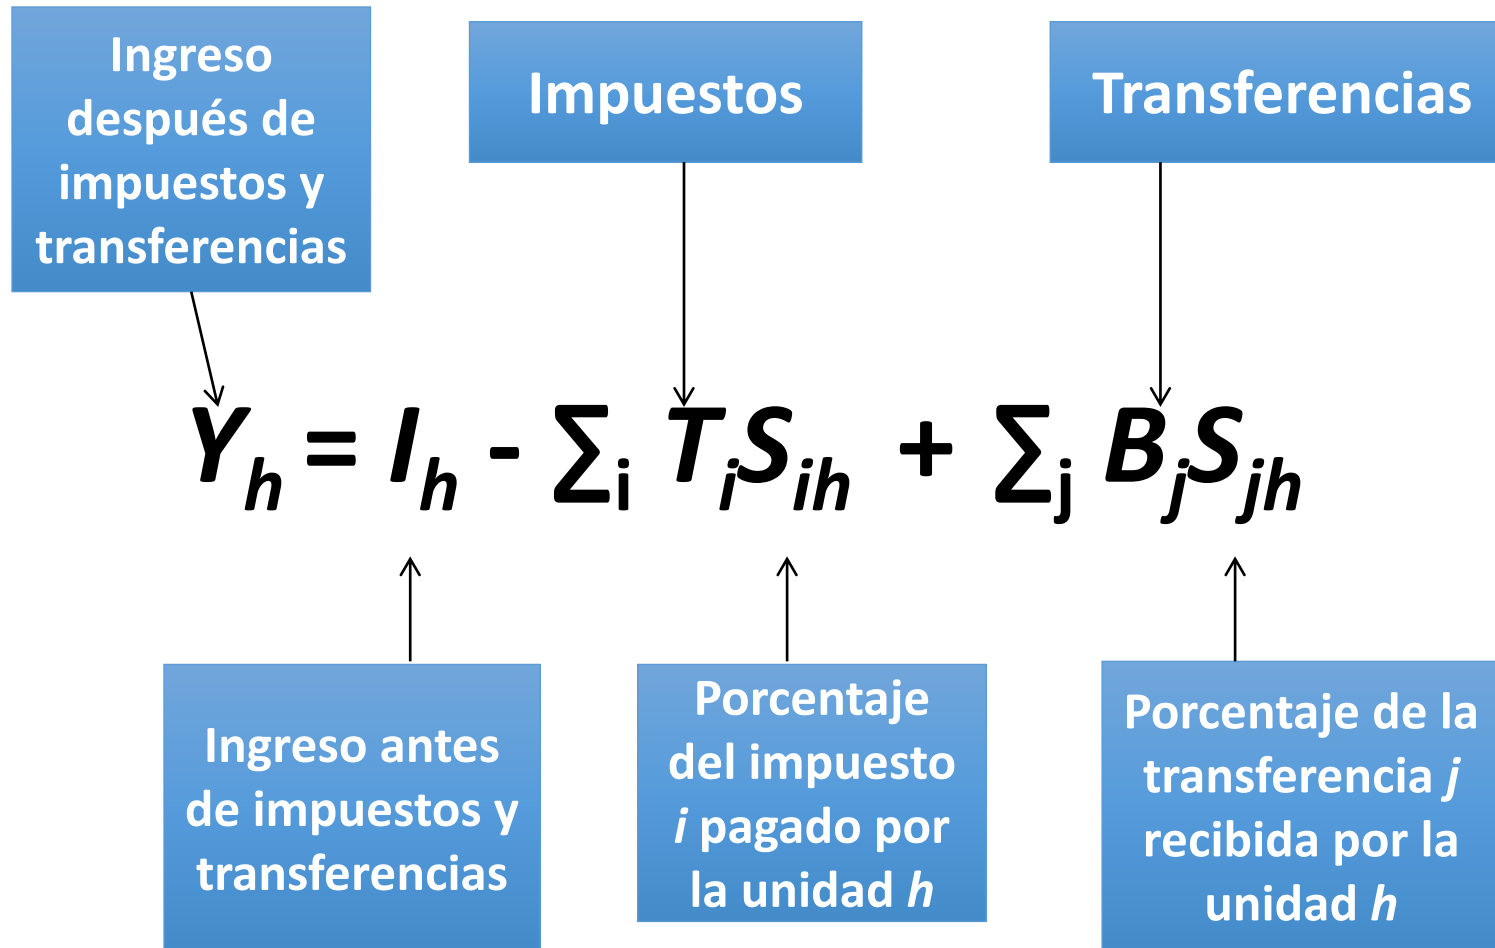 Ingreso
después de
impuestos y
transferencias
Impuestos
Transferencias
Yₕ = Iₕ - ∑ᵢ TᵢSᵢₕ + ∑ⱼ BⱼSⱼₕ
Ingreso antes
de impuestos y
transferencias
Porcentaje
del impuesto
i pagado por
la unidad h
Porcentaje de la
transferencia j
recibida por la
unidad h